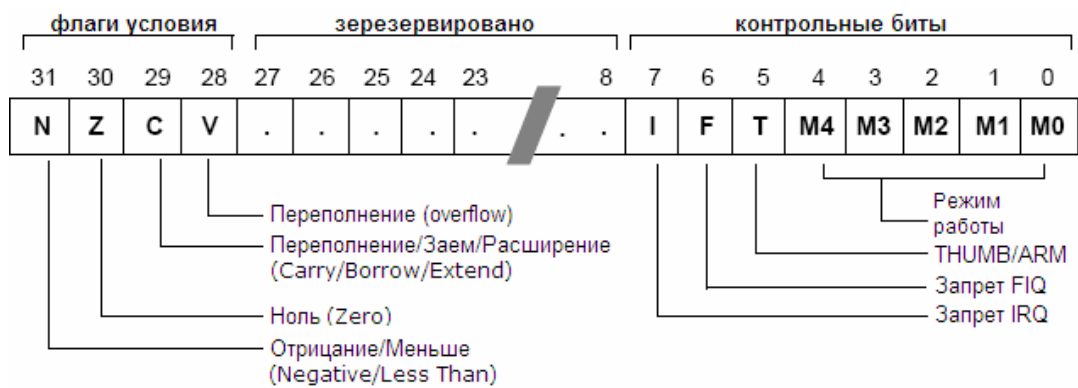 флаги условия зерезервировано контрольные биты
31 30 29 28 27 26 25 24 23 8 7 6 5 4 3 2 1 0
N Z C V . . . . . . . I F T M4 M3 M2 M1 M0
Переполнение (overflow)
Переполнение/Заем/Расширение
(Carry/Borrow/Extend)
Ноль (Zero)
Отрицание/Меньше
(Negative/Less Than)
Режим
работы
THUMB/ARM
Запрет FIQ
Запрет IRQ